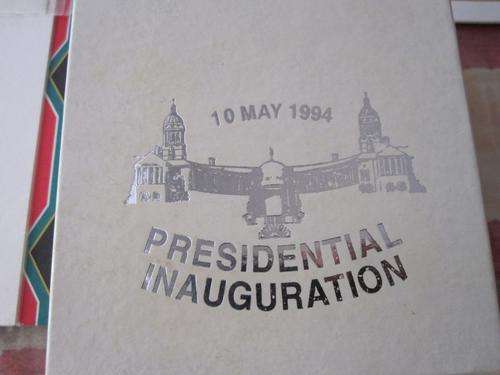 10 MAY 1994
PRESIDENTIAL
INAUGURATION